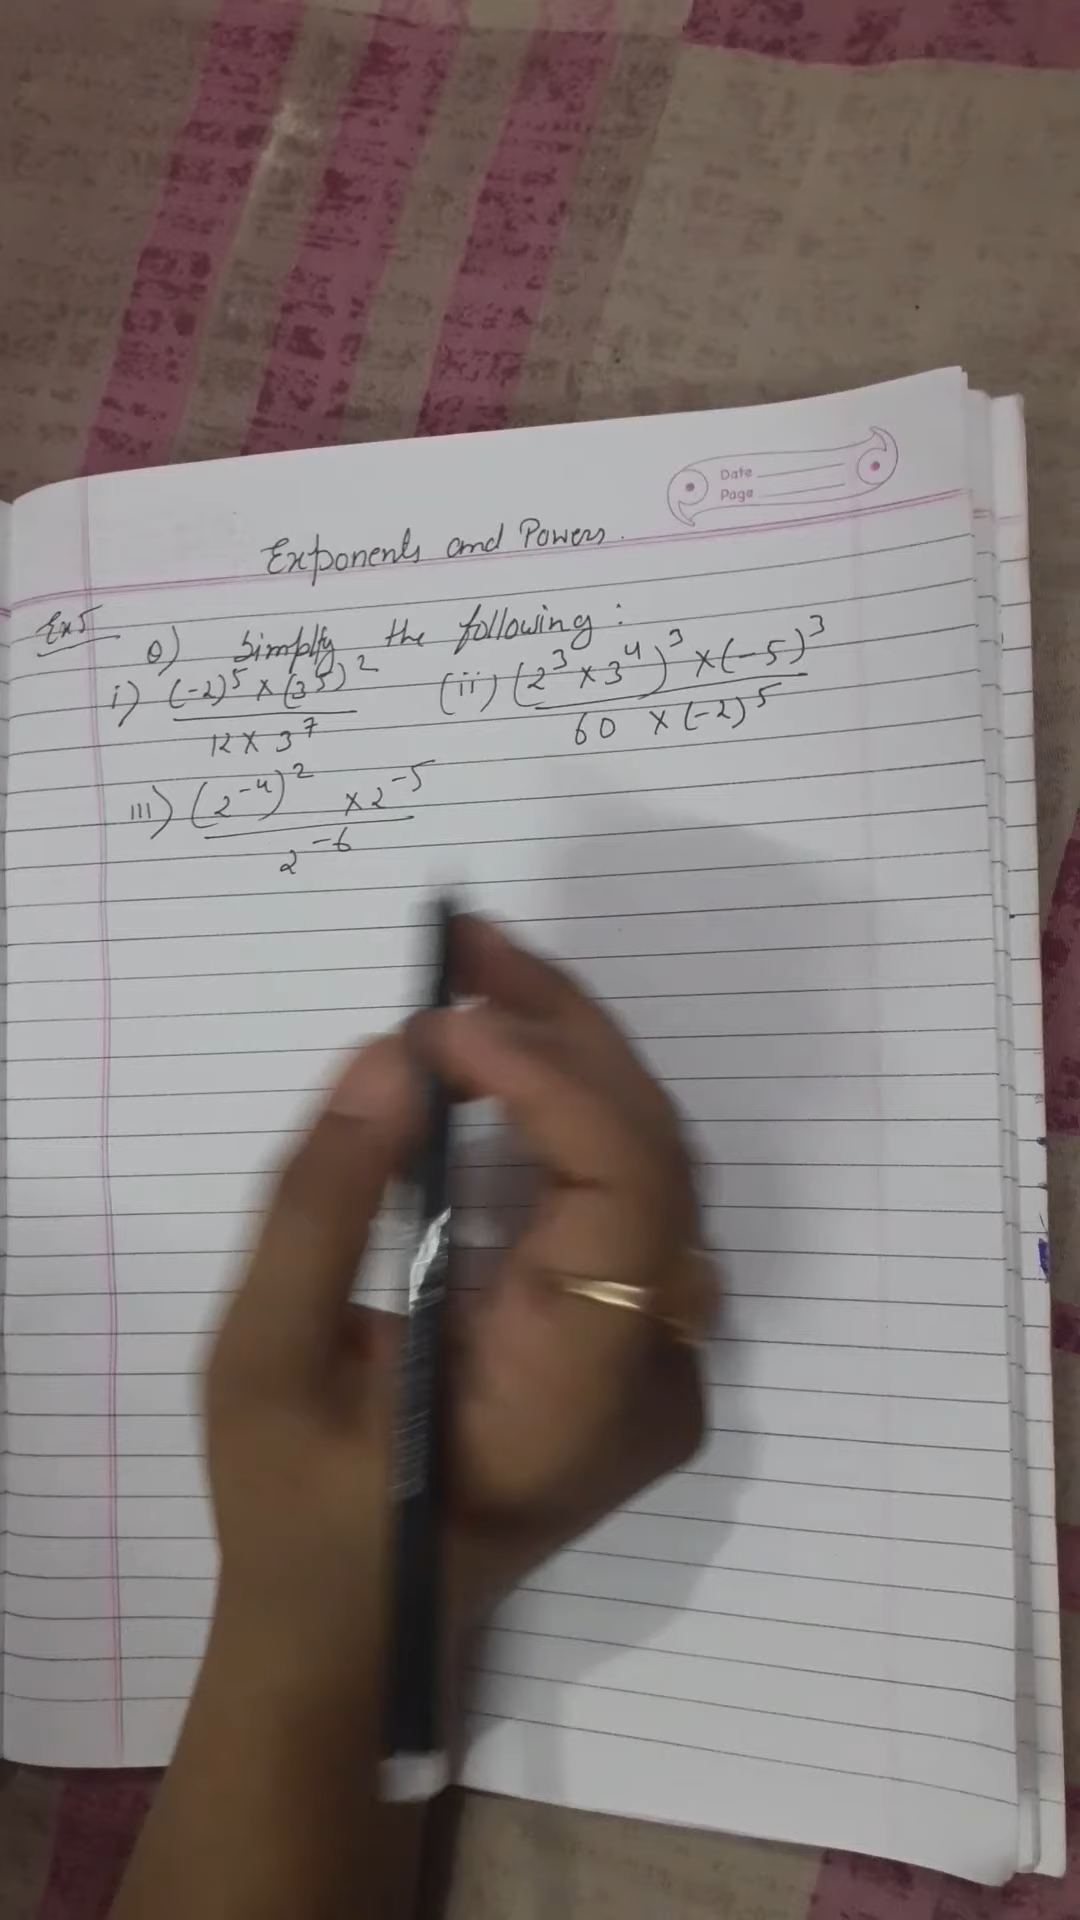 Date
Page
Exponents and Powers.
Ex 5
Q) Simplfy the following:
i) (-2)^5 × (3^5)^2 / 12 × 3^7 (ii) (2^3 × 3^4)^3 × (-5)^3 / 60 × (-2)^5
iii) (2^-4)^2 × 2^-5 / 2^-6